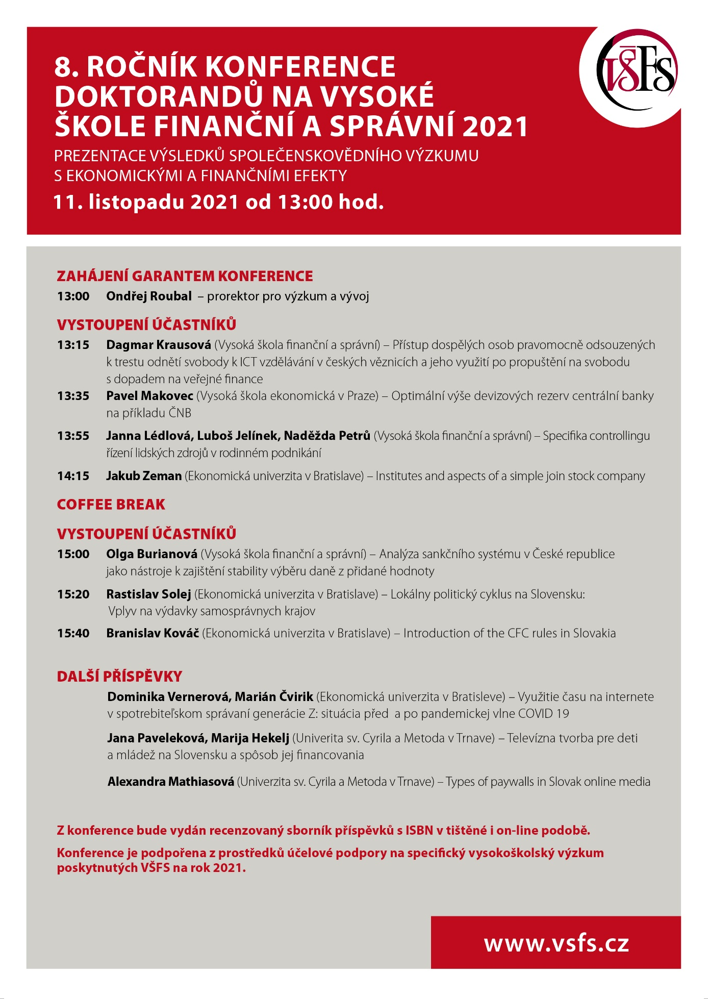 8. ROČNÍK KONFERENCE
DOKTORANDŮ NA VYSOKÉ
ŠKOLE FINANČNÍ A SPRÁVNÍ 2021
PREZENTACE VÝSLEDKŮ SPOLEČENSKOVĚDNÍHO VÝZKUMU
S EKONOMICKÝMI A FINANČNÍMI EFEKTY
11. listopadu 2021 od 13:00 hod.
VŠFS
ZAHÁJENÍ GARANTEM KONFERENCE
13:00 Ondřej Roubal – prorektor pro výzkum a vývoj
VYSTOUPENÍ ÚČASTNÍKŮ
13:15 Dagmar Krausová (Vysoká škola finanční a správní) – Přístup dospělých osob pravomocně odsouzených
k trestu odnětí svobody k ICT vzdělávání v českých věznicích a jeho využití po propuštění na svobodu
s dopadem na veřejné finance
13:35 Pavel Makovec (Vysoká škola ekonomická v Praze) – Optimální výše devizových rezerv centrální banky
na příkladu ČNB
13:55 Janna Lédlová, Luboš Jelínek, Naděžda Petrů (Vysoká škola finanční a správní) – Specifika controllingu
řízení lidských zdrojů v rodinném podnikání
14:15 Jakub Zeman (Ekonomická univerzita v Bratislave) – Institutes and aspects of a simple join stock company
COFFEE BREAK
VYSTOUPENÍ ÚČASTNÍKŮ
15:00 Olga Burianová (Vysoká škola finanční a správní) – Analýza sankčního systému v České republice
jako nástroje k zajištění stability výběru daně z přidané hodnoty
15:20 Rastislav Solej (Ekonomická univerzita v Bratislave) – Lokálny politický cyklus na Slovensku:
Vplyv na výdavky samosprávnych krajov
15:40 Branislav Kováč (Ekonomická univerzita v Bratislave) – Introduction of the CFC rules in Slovakia
DALŠÍ PŘÍSPĚVKY
Dominika Vernerová, Marián Čvirik (Ekonomická univerzita v Bratisleve) – Využitie času na internete
v spotrebiteľskom správaní generácie Z: situácia před a po pandemickej vlne COVID 19
Jana Paveleková, Marija Hekelj (Univerita sv. Cyrila a Metoda v Trnave) – Televízna tvorba pre deti
a mládež na Slovensku a spôsob jej financovania
Alexandra Mathiasová (Univerzita sv. Cyrila a Metoda v Trnave) – Types of paywalls in Slovak online media
Z konference bude vydán recenzovaný sborník příspěvků s ISBN v tištěné i on-line podobě.
Konference je podpořena z prostředků účelové podpory na specifický vysokoškolský výzkum
poskytnutých VŠFS na rok 2021.
www.vsfs.cz